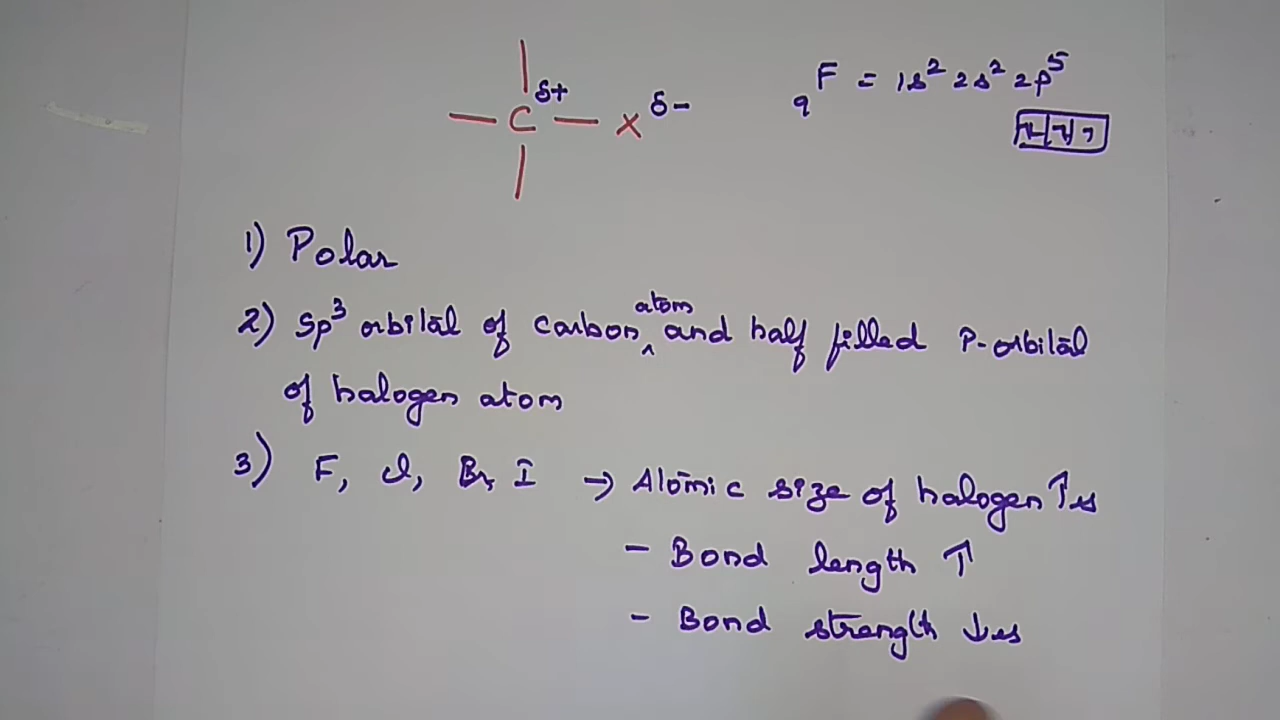 C δ+ — X δ-
₉F = 1s² 2s² 2p⁵
1) Polar
2) Sp³ orbital of carbon atom and half filled P-orbital
of halogen atom
3) F, Cl, Br, I → Atomic size of halogen ↑es
- Bond length ↑
- Bond strength ↓es